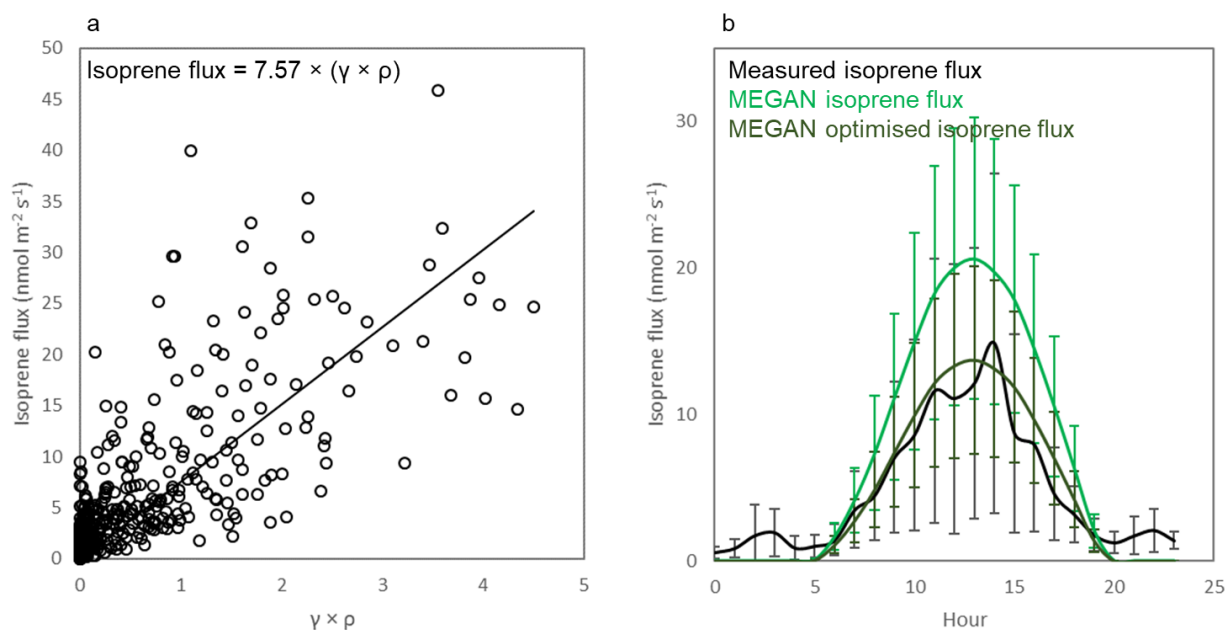 a
Isoprene flux = 7.57 × (γ × ρ)
Isoprene flux (nmol m⁻² s⁻¹)
50
45
40
35
30
25
20
15
10
5
0
0 1 2 3 4 5
γ × ρ
b
Measured isoprene flux
MEGAN isoprene flux
MEGAN optimised isoprene flux
Isoprene flux (nmol m⁻² s⁻¹)
30
20
10
0
0 5 10 15 20 25
Hour